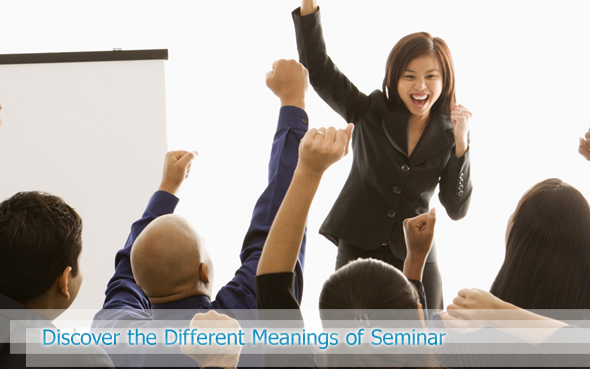 Discover the Different Meanings of Seminar